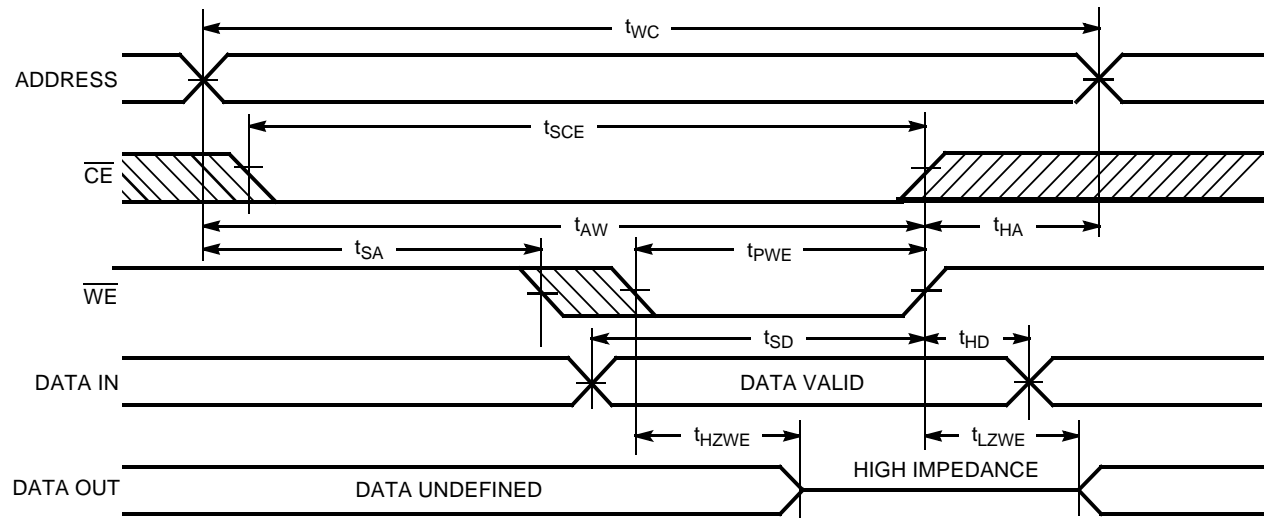 tWC
ADDRESS
tSCE
CE
tAW
tHA
tSA
tPWE
WE
tSD
tHD
DATA IN
DATA VALID
tHZWE
tLZWE
HIGH IMPEDANCE
DATA OUT
DATA UNDEFINED